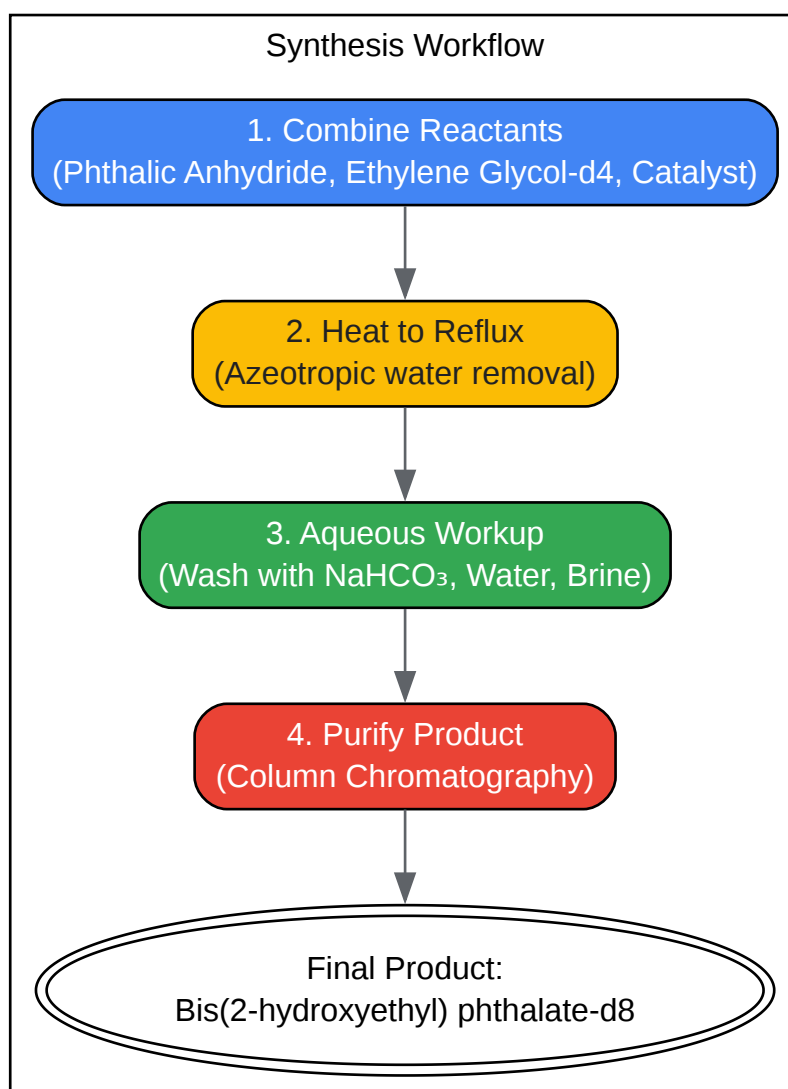 Synthesis Workflow
1. Combine Reactants
(Phthalic Anhydride, Ethylene Glycol-d4, Catalyst)
2. Heat to Reflux
(Azeotropic water removal)
3. Aqueous Workup
(Wash with NaHCO₃, Water, Brine)
4. Purify Product
(Column Chromatography)
Final Product:
Bis(2-hydroxyethyl) phthalate-d8